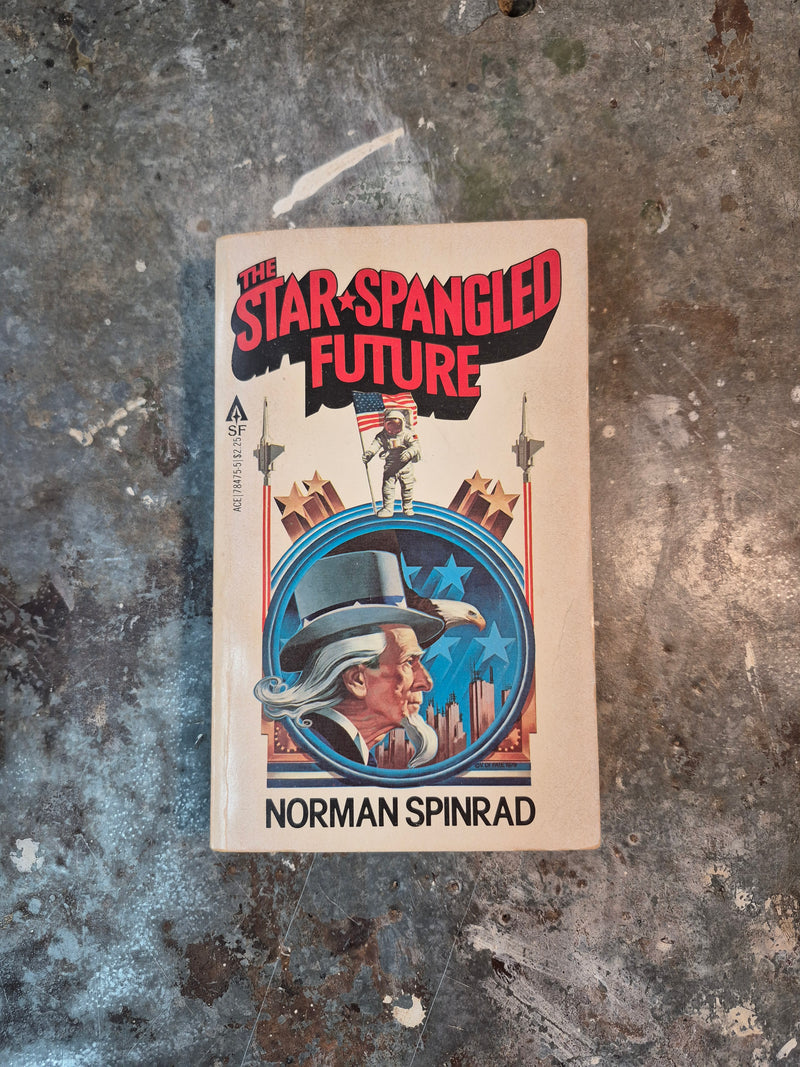 THE
STAR★SPANGLED
FUTURE
SF
ACE | 78475-5 | $2.25
NORMAN SPINRAD